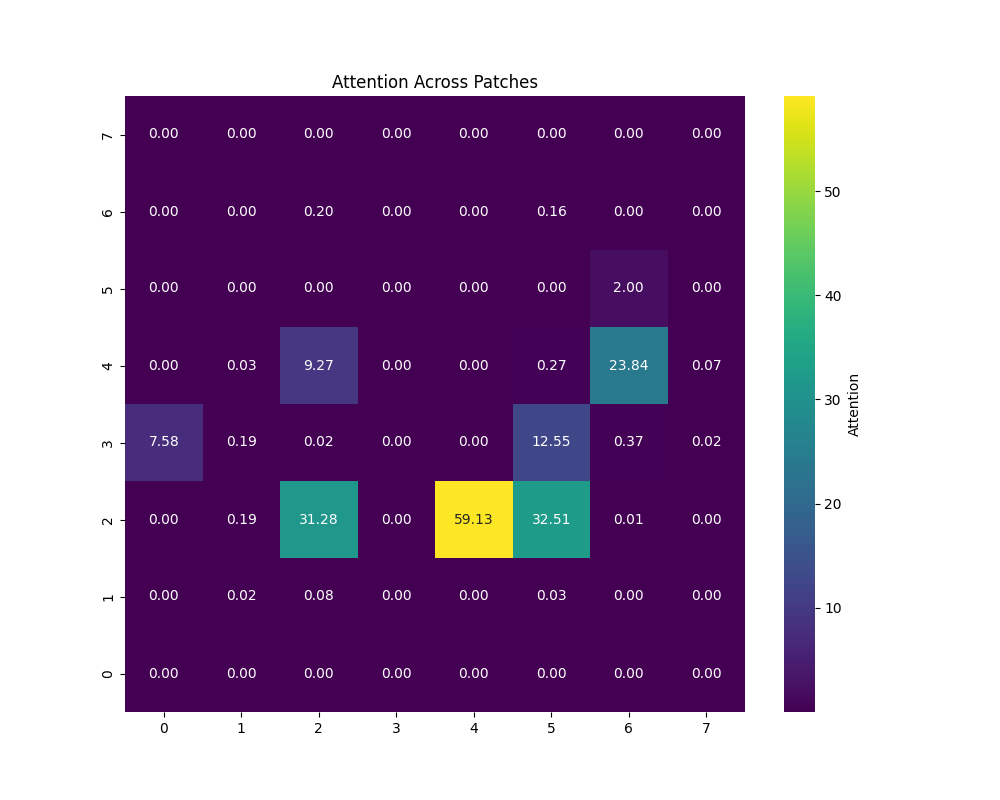 Attention Across Patches
7 0.00 0.00 0.00 0.00 0.00 0.00 0.00 0.00
6 0.00 0.00 0.20 0.00 0.00 0.16 0.00 0.00
5 0.00 0.00 0.00 0.00 0.00 0.00 2.00 0.00
4 0.00 0.03 9.27 0.00 0.00 0.27 23.84 0.07
3 7.58 0.19 0.02 0.00 0.00 12.55 0.37 0.02
2 0.00 0.19 31.28 0.00 59.13 32.51 0.01 0.00
1 0.00 0.02 0.08 0.00 0.00 0.03 0.00 0.00
0 0.00 0.00 0.00 0.00 0.00 0.00 0.00 0.00
0 1 2 3 4 5 6 7
50
40
30
20
10
Attention